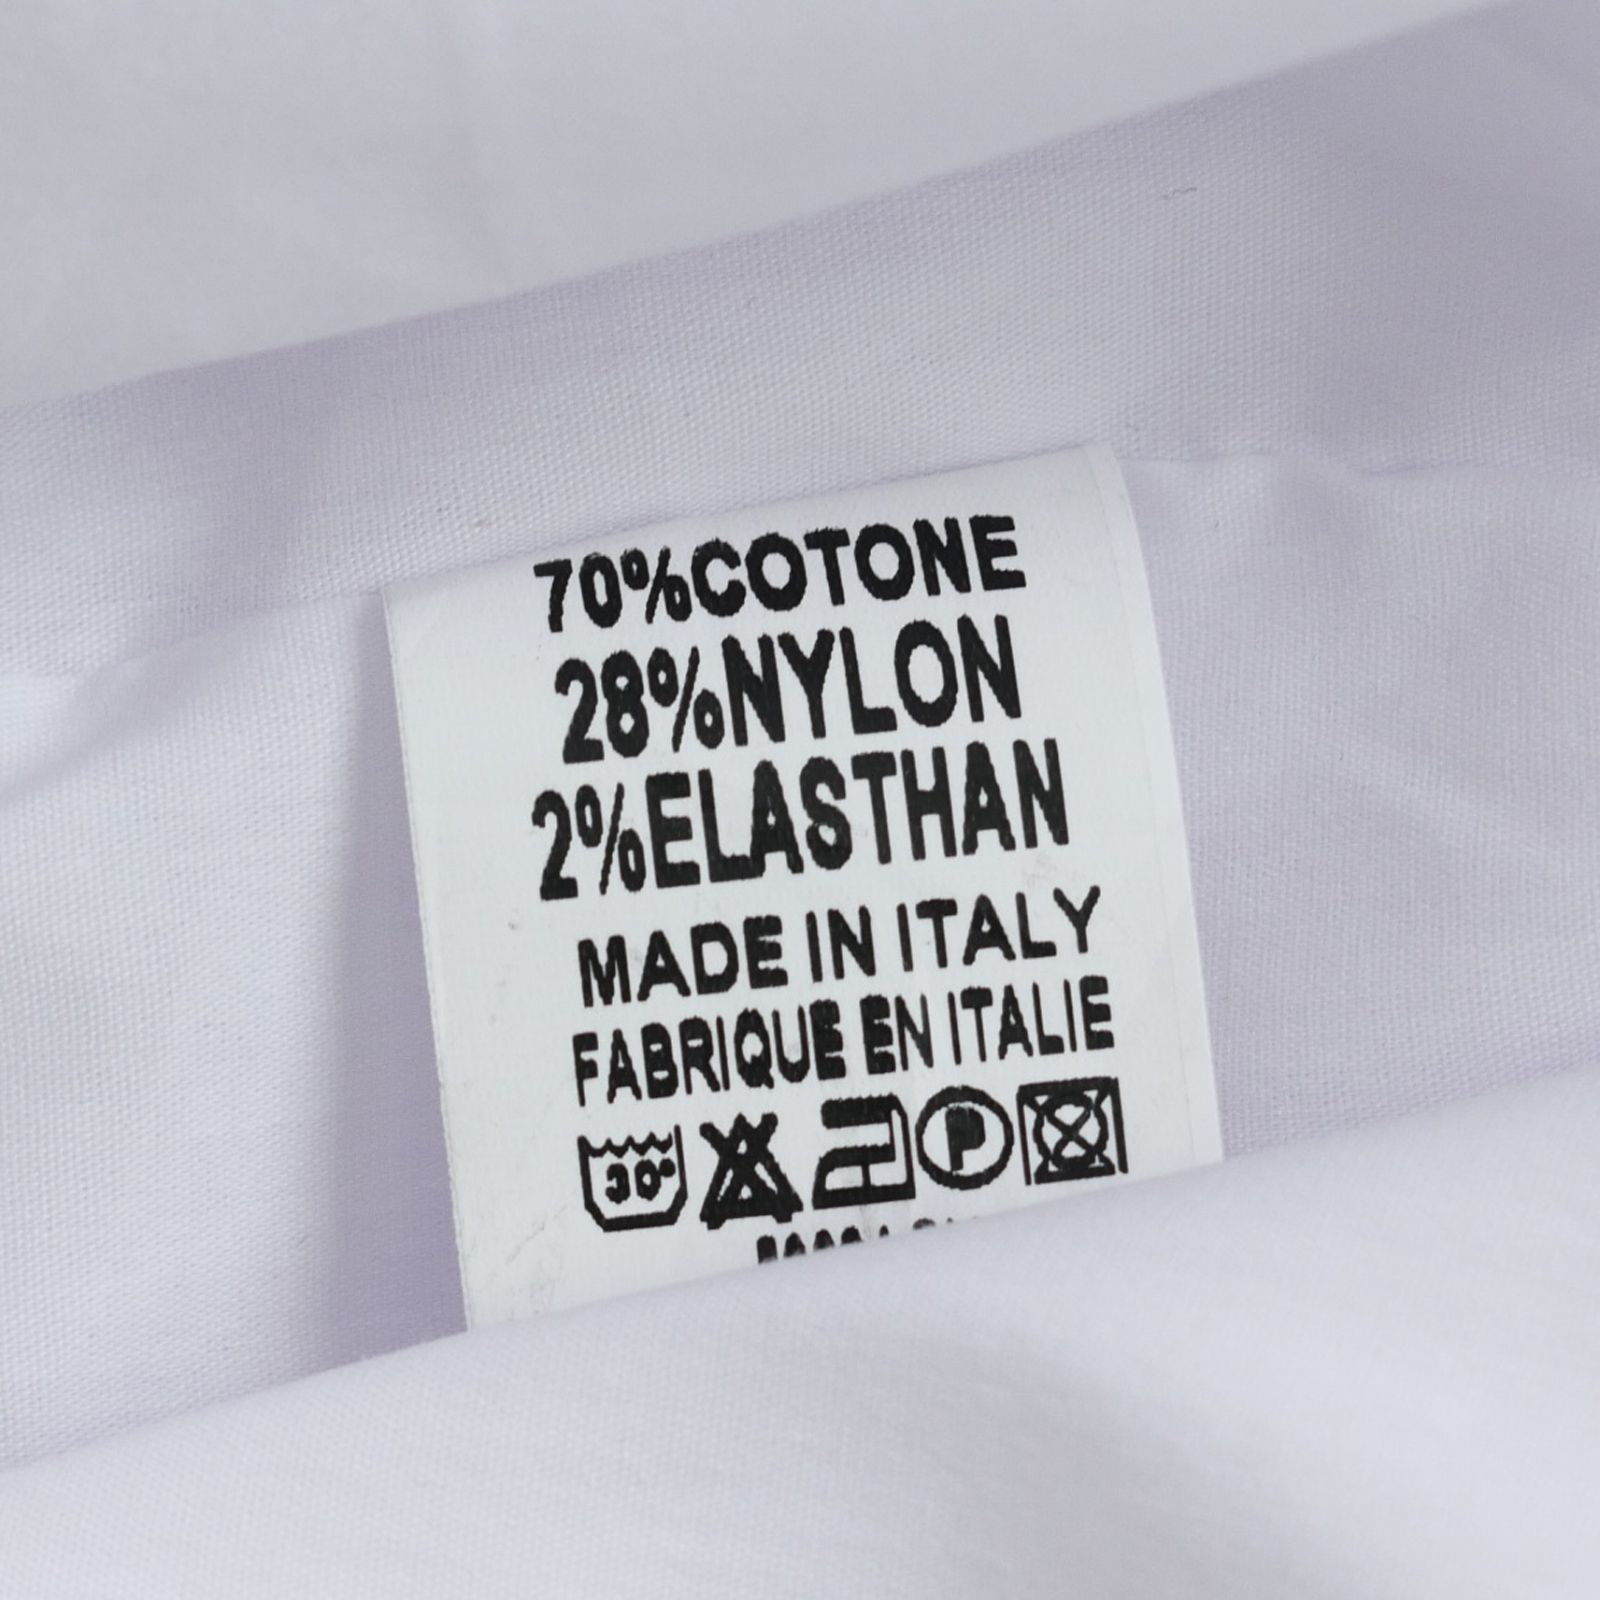 70%COTONE
28%NYLON
2%ELASTHAN
MADE IN ITALY
FABRIQUE EN ITALIE
30°
P